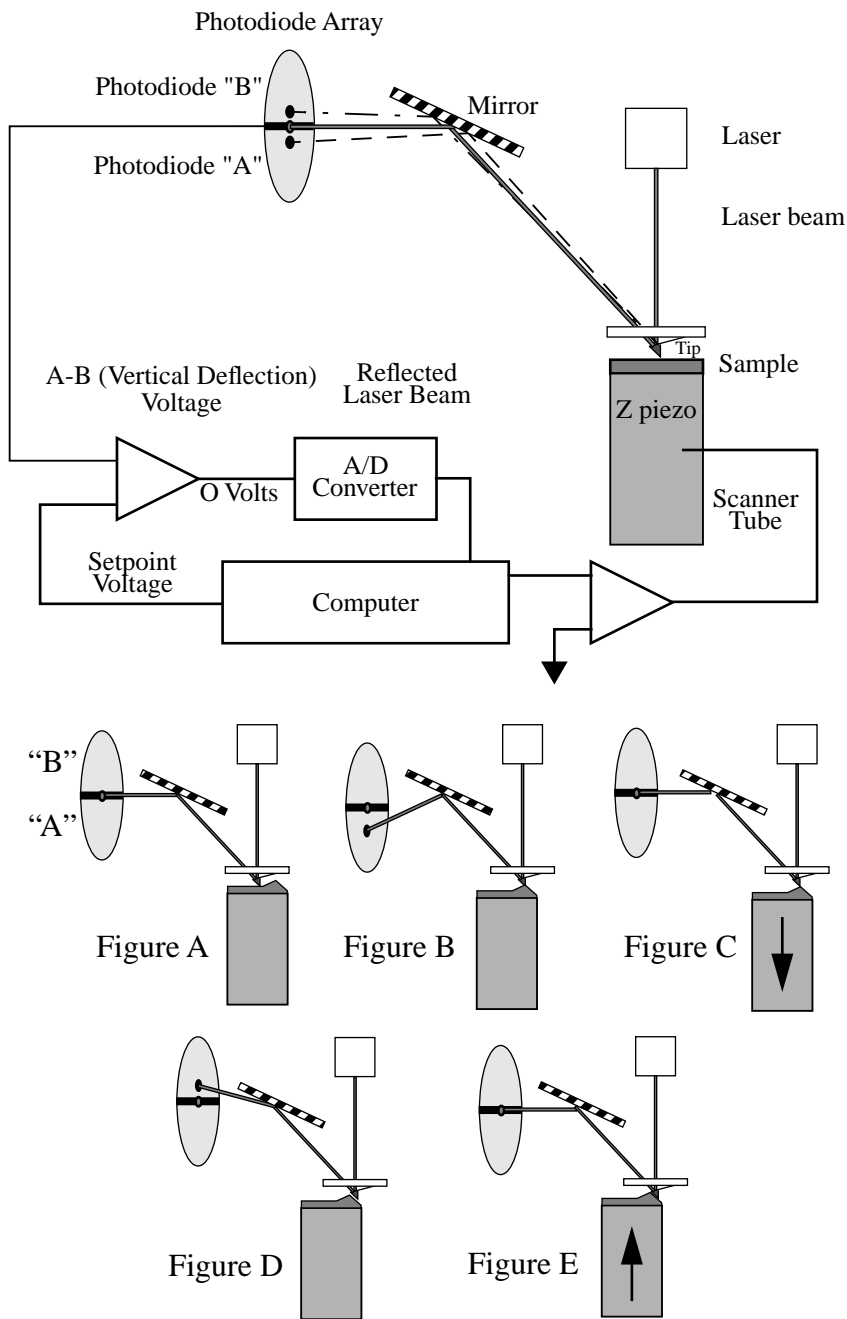 Photodiode Array
Photodiode "B"
Mirror
Laser
Photodiode "A"
Laser beam
Tip
Sample
A-B (Vertical Deflection)
Voltage
Reflected
Laser Beam
Z piezo
A/D
Converter
O Volts
Scanner
Tube
Setpoint
Voltage
Computer
“B”
“A”
Figure A
Figure B
Figure C
Figure D
Figure E